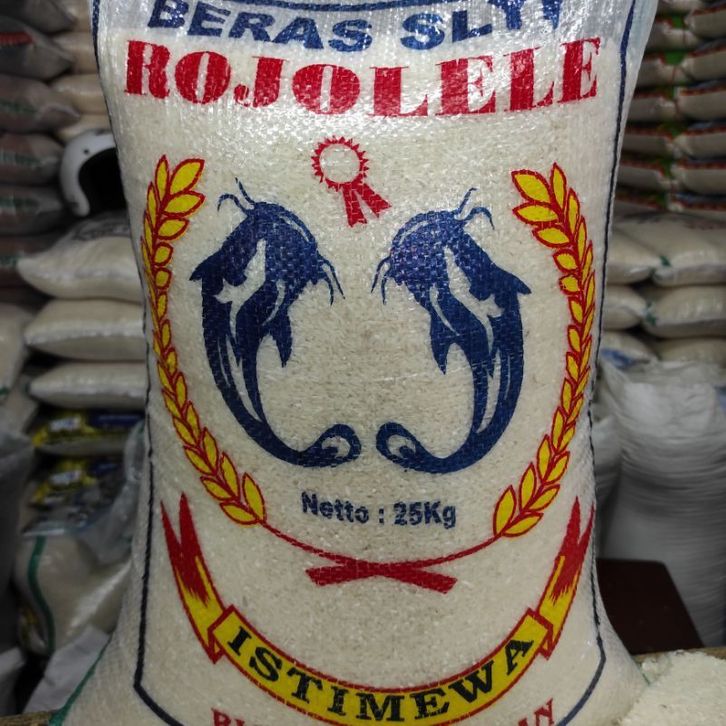 BERAS SLYP
ROJOLELE
Netto : 25Kg
ISTIMEWA